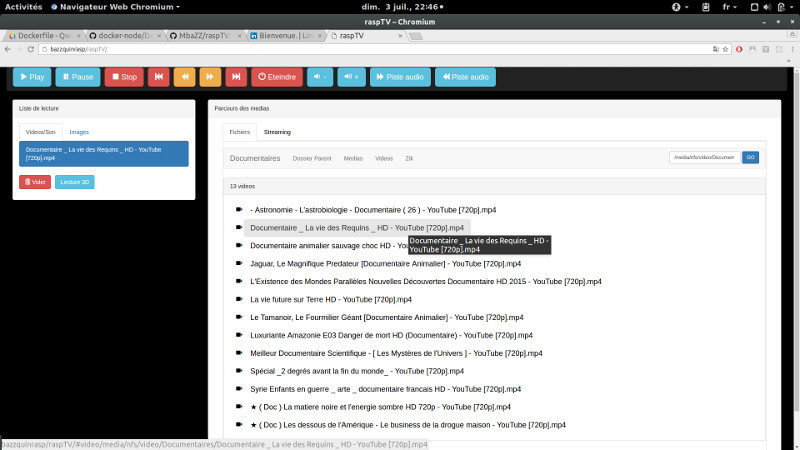 Activités Navigateur Web Chromium dim. 3 juil., 22:46 fr
raspTV – Chromium
Dockerfile - Qwa docker-node/Do MbaZZ/raspTV: Bienvenue. | Lin raspTV
bazzquinrasp/raspTV/
Play Pause Stop Eteindre - + Piste audio Piste audio
Liste de lecture
Videos/Son Images
Documentaire _ La vie des Requins _ HD - YouTube
[720p].mp4
Vider Lecture 3D
Parcours des medias
Fichiers Streaming
Documentaires Dossier Parent Medias Videos Zik /media/nfs/video/Documen GO
13 videos
- Astronomie - L'astrobiologie - Documentaire ( 26 ) - YouTube [720p].mp4
Documentaire _ La vie des Requins _ HD - YouTube [720p].mp4
Documentaire _ La vie des Requins _ HD -
YouTube [720p].mp4
Documentaire animalier sauvage choc HD - You
Jaguar, Le Magnifique Predateur [Documentaire Animalier] - YouTube [720p].mp4
L'Existence des Mondes Parallèles Nouvelles Découvertes Documentaire HD 2015 - YouTube [720p].mp4
La vie future sur Terre HD - YouTube [720p].mp4
Le Tamanoir, Le Fourmilier Géant [Documentaire Animalier] - YouTube [720p].mp4
Luxuriante Amazonie E03 Danger de mort HD (Documentaire) - YouTube [720p].mp4
Meilleur Documentaire Scientifique - [ Les Mystères de l'Univers ] - YouTube [720p].mp4
Spécial _2 degrés avant la fin du monde_ - YouTube [720p].mp4
Syrie Enfants en guerre _ arte _ documentaire francais HD - YouTube [720p].mp4
★ ( Doc ) La matiere noire et l'energie sombre HD 720p - YouTube [720p].mp4
★ ( Doc ) Les dessous de l'Amérique - Le business de la drogue maison - YouTube [720p].mp4
bazzquinrasp/raspTV/#video/media/nfs/video/Documentaires/Documentaire _ La vie des Requins _ HD - YouTube [720p].mp4